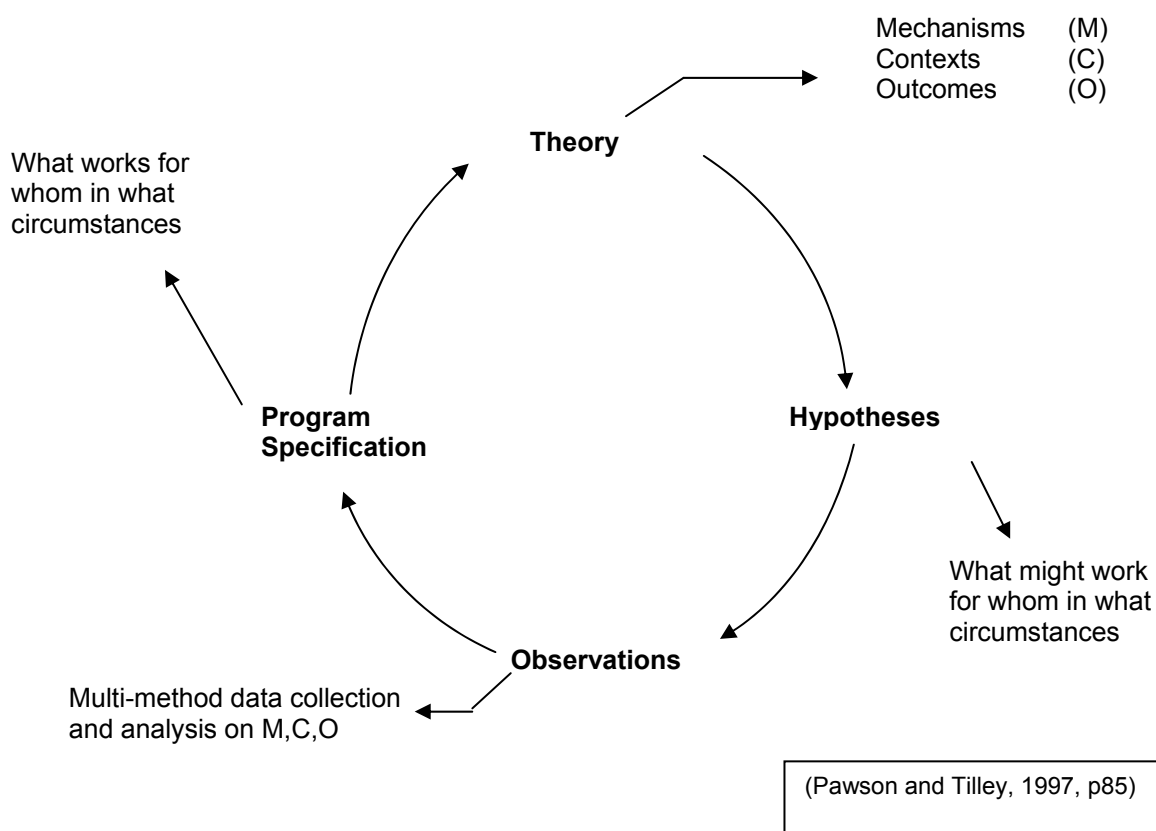 Mechanisms (M)
Contexts (C)
Outcomes (O)
Theory
What works for
whom in what
circumstances
Program
Specification
Hypotheses
What might work
for whom in what
circumstances
Observations
Multi-method data collection
and analysis on M,C,O
(Pawson and Tilley, 1997, p85)